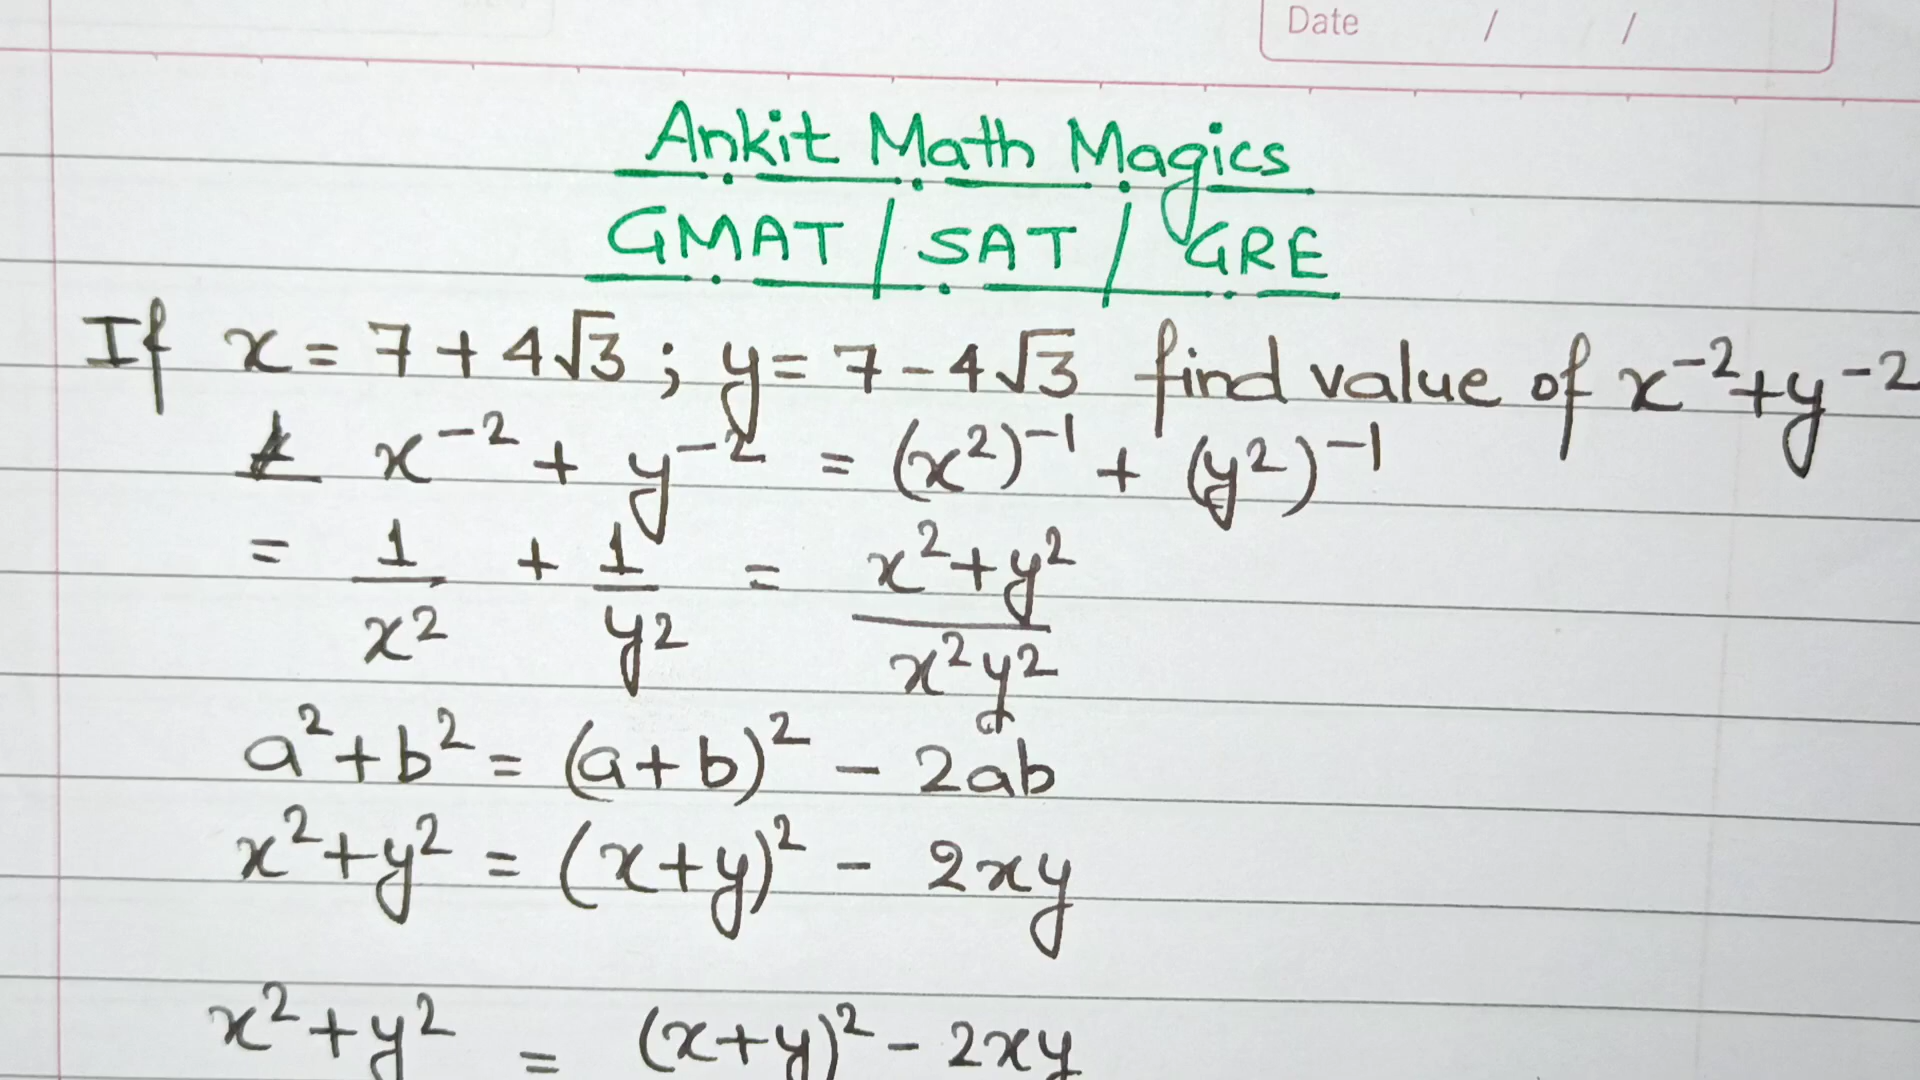 Date / /
Ankit Math Magics
GMAT / SAT / GRE
If x = 7 + 4√3 ; y = 7 - 4√3 find value of x⁻² + y⁻²
x⁻² + y⁻² = (x²)⁻¹ + (y²)⁻¹
= 1/x² + 1/y² = (x² + y²)/(x²y²)
a² + b² = (a + b)² - 2ab
x² + y² = (x + y)² - 2xy
x² + y² = (x + y)² - 2xy